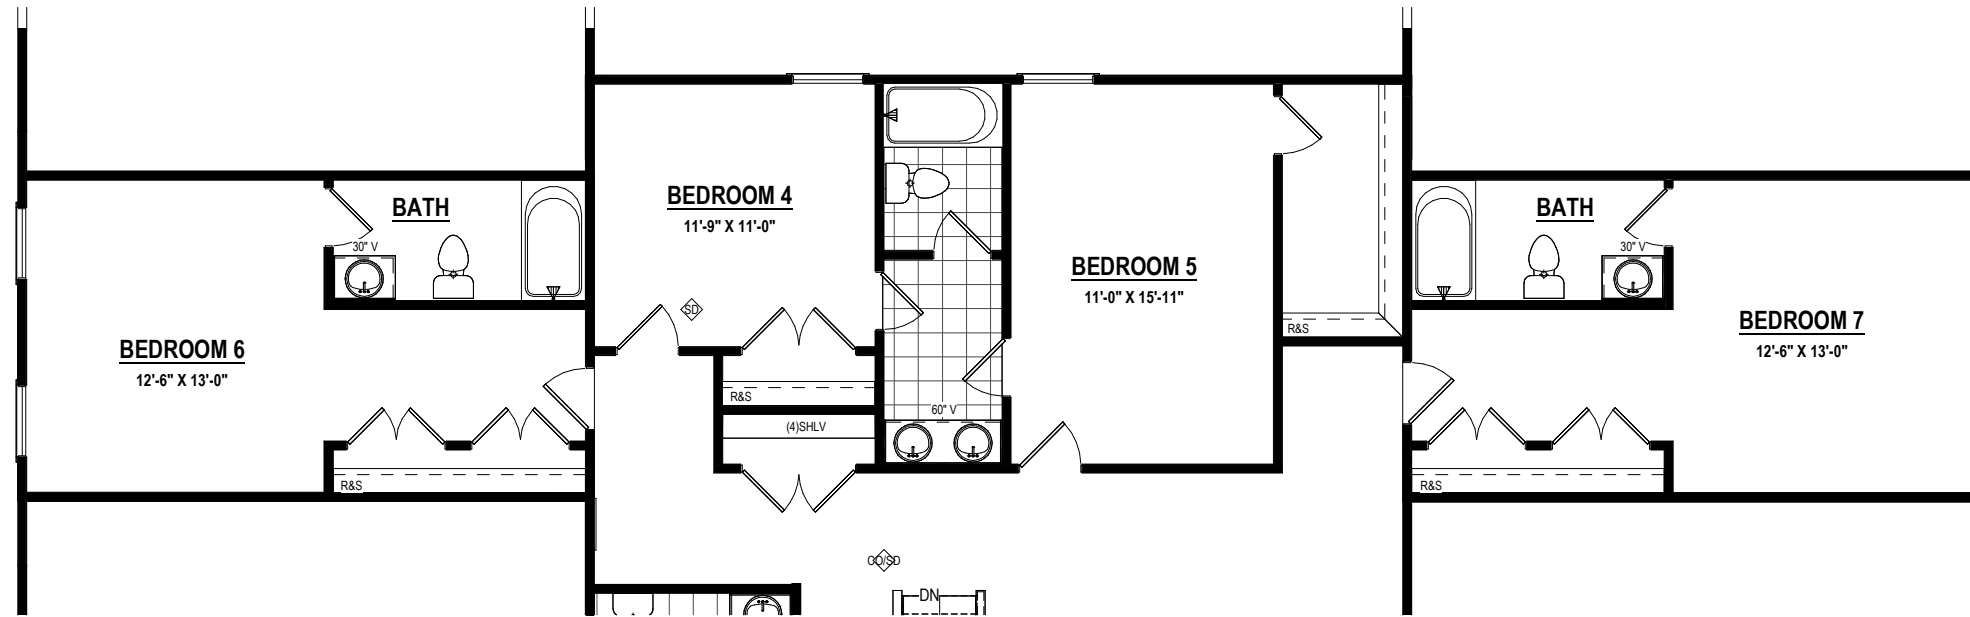 BEDROOM 4
11'-9" X 11'-0"
BATH
30" V
BATH
30" V
BEDROOM 5
11'-0" X 15'-11"
SD
R&S
BEDROOM 6
12'-6" X 13'-0"
BEDROOM 7
12'-6" X 13'-0"
R&S
60" V
(4)SHLV
R&S
R&S
CO/SD
DN